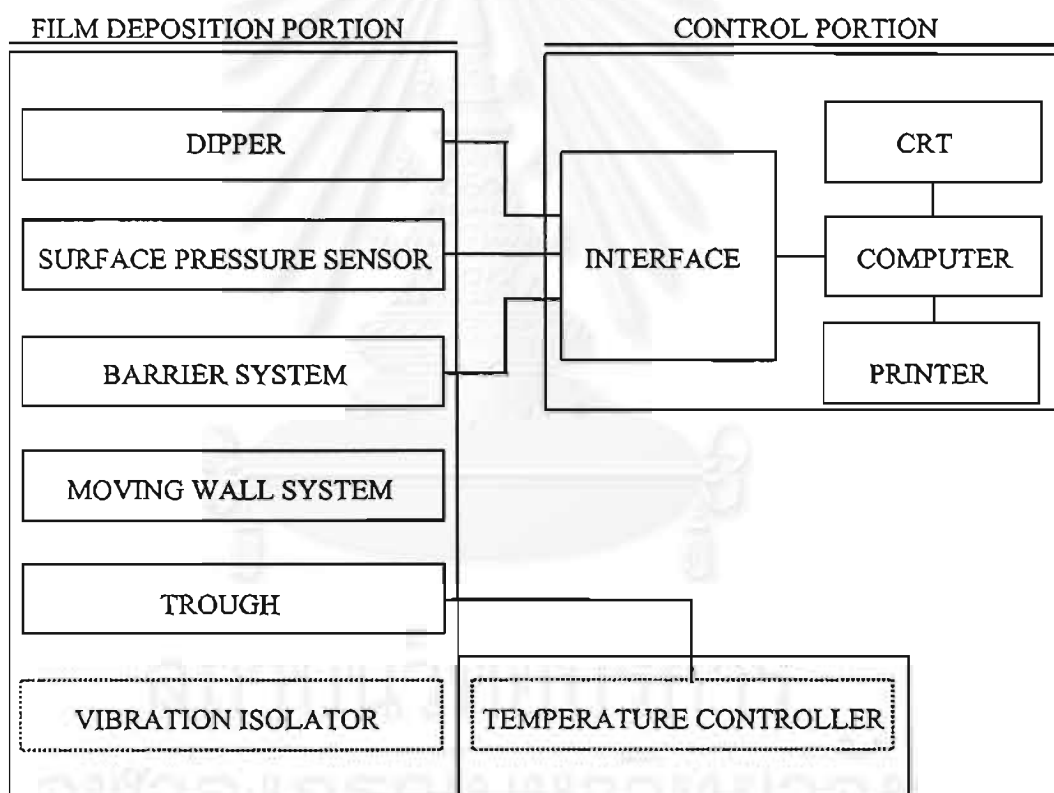 FILM DEPOSITION PORTION
CONTROL PORTION
DIPPER
SURFACE PRESSURE SENSOR
BARRIER SYSTEM
MOVING WALL SYSTEM
TROUGH
VIBRATION ISOLATOR
TEMPERATURE CONTROLLER
INTERFACE
CRT
COMPUTER
PRINTER